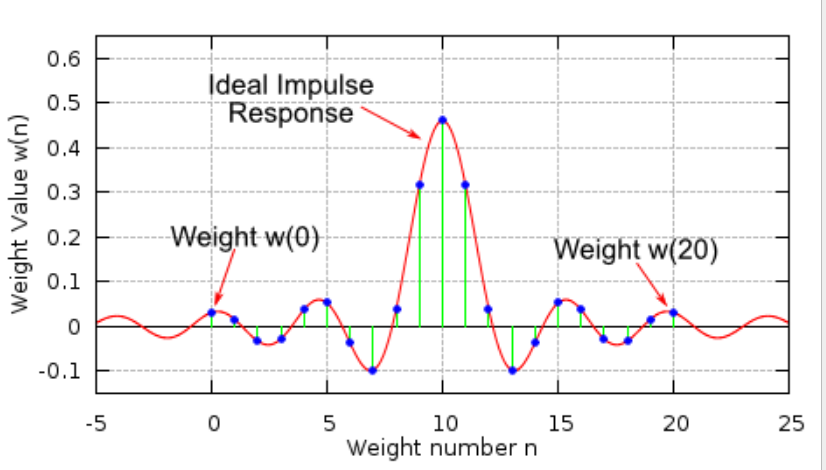 0.6
0.5
0.4
0.3
0.2
0.1
0
-0.1
Weight Value w(n)
Ideal Impulse
Response
Weight w(0)
Weight w(20)
-5 0 5 10 15 20 25
Weight number n